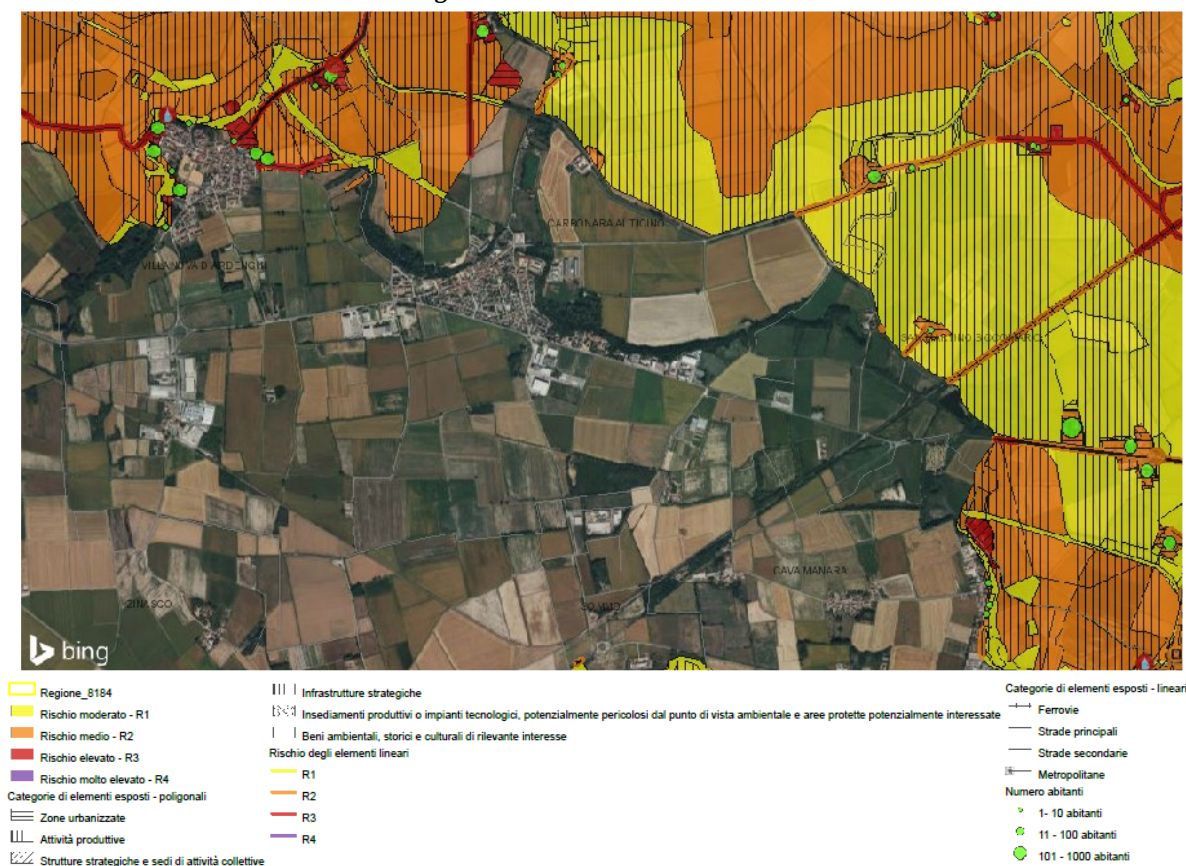 VILLANOVA D'ARDENGHI
CARBONARA AL TICINO
CAVA MANARA
ZINASCO
bing
Regione_8184
Rischio moderato - R1
Rischio medio - R2
Rischio elevato - R3
Rischio molto elevato - R4
Categorie di elementi esposti - poligonali
Zone urbanizzate
Attività produttive
Strutture strategiche e sedi di attività collettive
Infrastrutture strategiche
Insediamenti produttivi o impianti tecnologici, potenzialmente pericolosi dal punto di vista ambientale e aree protette potenzialmente interessate
Beni ambientali, storici e culturali di rilevante interesse
Rischio degli elementi lineari
R1
R2
R3
R4
Categorie di elementi esposti - lineari
Ferrovie
Strade principali
Strade secondarie
Metropolitane
Numero abitanti
1- 10 abitanti
11 - 100 abitanti
101 - 1000 abitanti